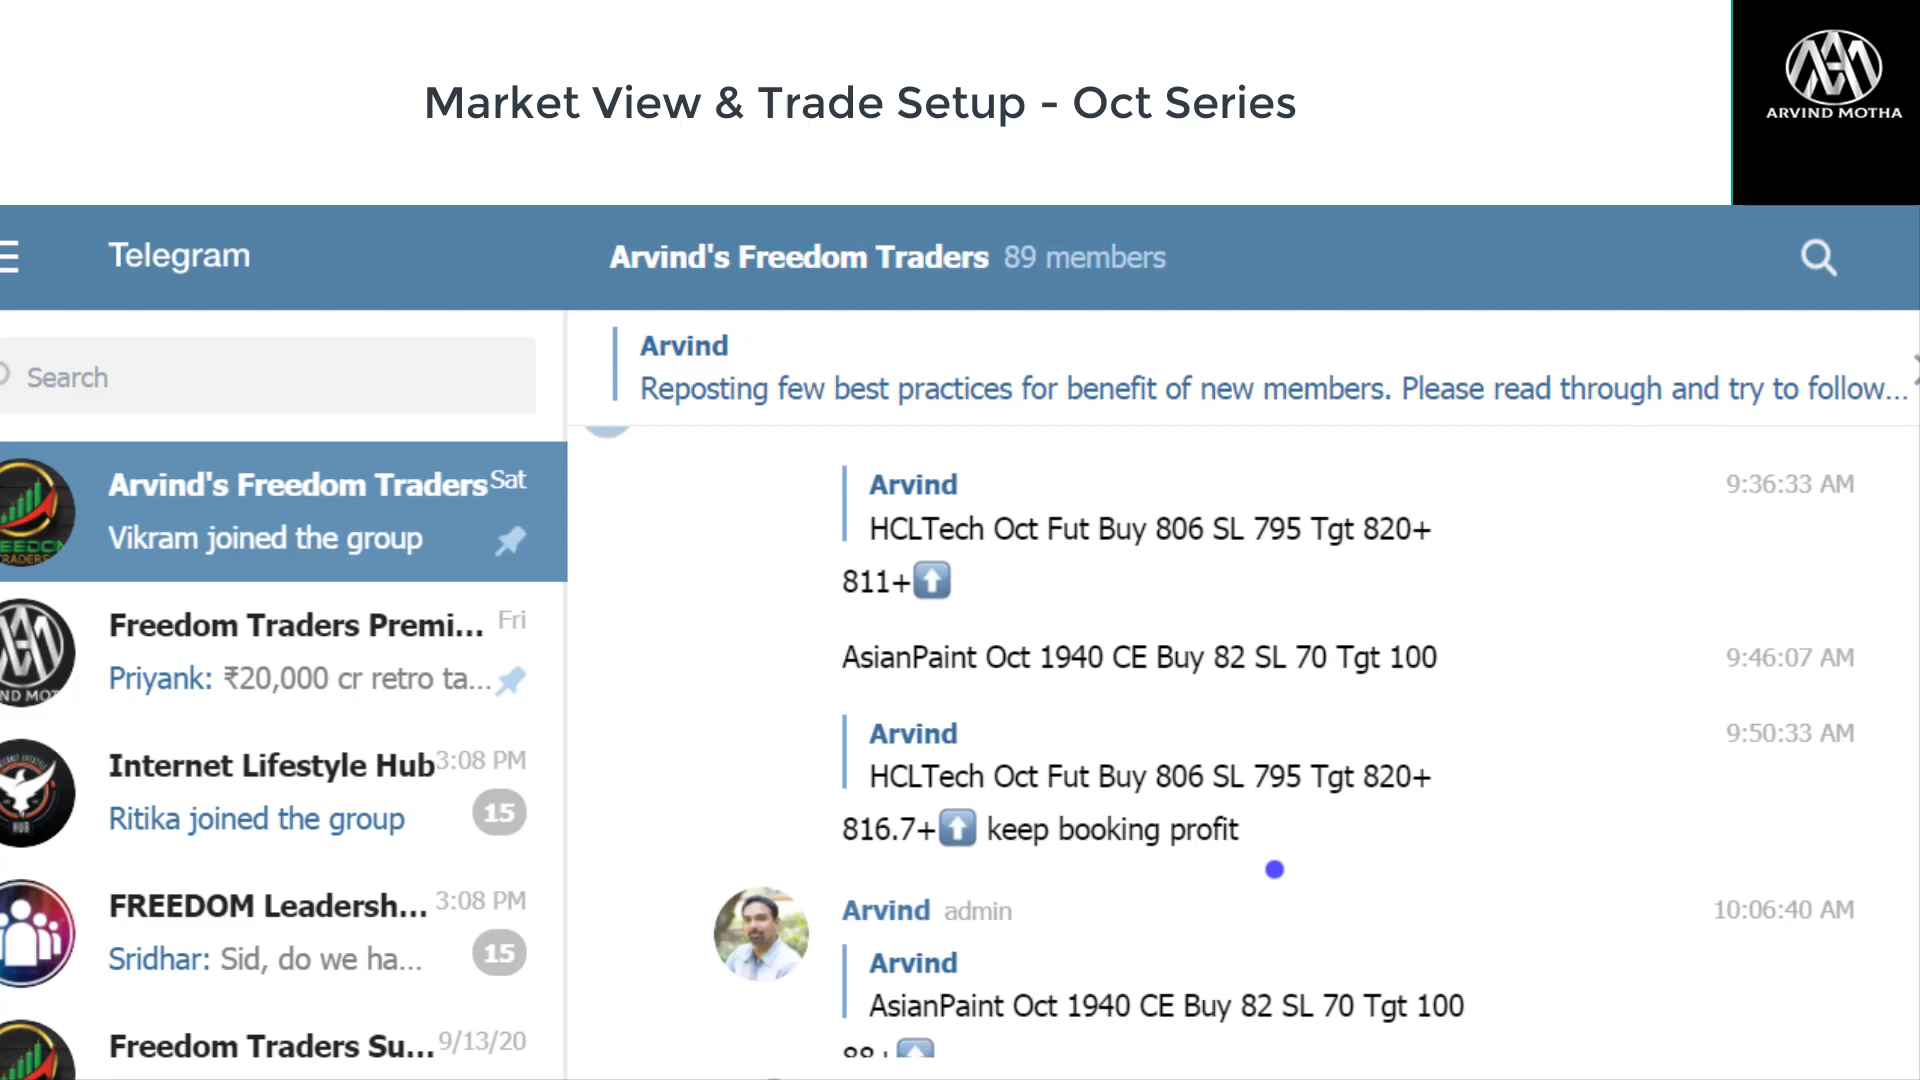 Market View & Trade Setup - Oct Series
ARVIND MOTHA
Telegram
Arvind's Freedom Traders 89 members
Search
Arvind
Reposting few best practices for benefit of new members. Please read through and try to follow...
Arvind's Freedom Traders Sat
Vikram joined the group
Freedom Traders Premi... Fri
Priyank: ₹20,000 cr retro ta...
Internet Lifestyle Hub 3:08 PM
Ritika joined the group 15
FREEDOM Leadersh... 3:08 PM
Sridhar: Sid, do we ha... 15
Freedom Traders Su... 9/13/20
Arvind 9:36:33 AM
HCLTech Oct Fut Buy 806 SL 795 Tgt 820+
811+⬆️
AsianPaint Oct 1940 CE Buy 82 SL 70 Tgt 100 9:46:07 AM
Arvind 9:50:33 AM
HCLTech Oct Fut Buy 806 SL 795 Tgt 820+
816.7+⬆️ keep booking profit
Arvind admin 10:06:40 AM
Arvind
AsianPaint Oct 1940 CE Buy 82 SL 70 Tgt 100